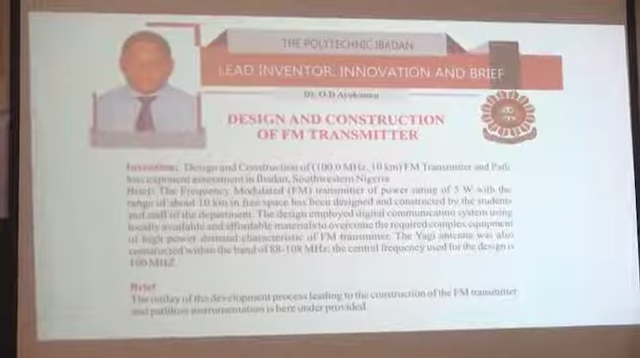 THE POLYTECHNIC IBADAN
LEAD INVENTOR, INNOVATION AND BRIEF
DESIGN AND CONSTRUCTION
OF FM TRANSMITTER
Invention: Design and Construction of (100.0 MHz, 10 km) FM Transmitter and Path
loss exponent assessment in Ibadan, Southwestern Nigeria
Brief: The Frequency Modulated (FM) transmitter of power rating of 5 W with the
range of about 10 km in free space has been designed and constructed by the students
and staff of the department. The design employed digital communication system using
locally available and affordable materials to overcome the required complex equipment
of high power demand characteristic of FM transmitter. The Yagi antenna was also
constructed within the band of 88-108 MHz, the central frequency used for the design is
100 MHZ.
Brief
The of the development process leading to the construction of the FM transmitter
and pathloss instrumentation is here under provided